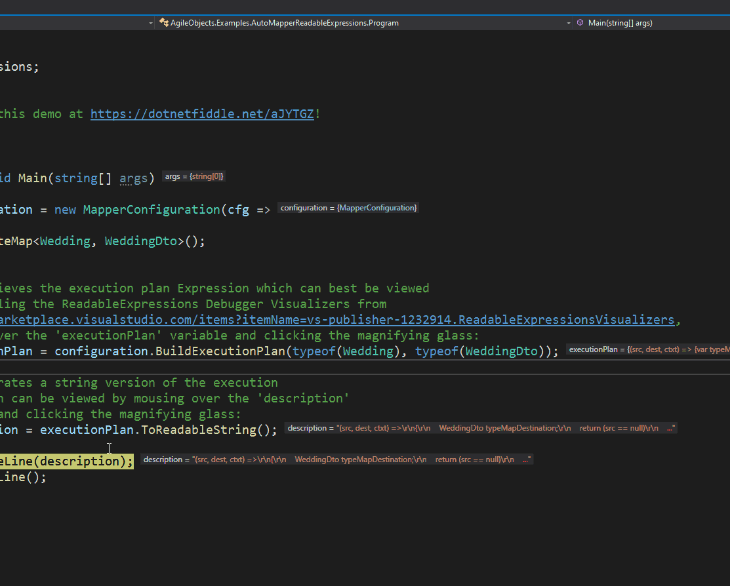 AgileObjects.Examples.AutoMapperReadableExpressions.Program Main(string[] args)
sions;
this demo at https://dotnetfiddle.net/aJYTGZ!
id Main(string[] args) args = {string[0]}
ation = new MapperConfiguration(cfg => configuration = {MapperConfiguration}
teMap<Wedding, WeddingDto>();
ieves the execution plan Expression which can best be viewed
ling the ReadableExpressions Debugger Visualizers from
arketplace.visualstudio.com/items?itemName=vs-publisher-1232914.ReadableExpressionsVisualizers,
ver the 'executionPlan' variable and clicking the magnifying glass:
nPlan = configuration.BuildExecutionPlan(typeof(Wedding), typeof(WeddingDto)); executionPlan = {(src, dest, ctxt) => {var typeM
rates a string version of the execution
n can be viewed by mousing over the 'description'
and clicking the magnifying glass:
ion = executionPlan.ToReadableString(); description = "(src, dest, ctxt) =>\r\n{\r\n    WeddingDto typeMapDestination;\r\n    return (src == null)\r\n    ..."
eLine(description); description = "(src, dest, ctxt) =>\r\n{\r\n    WeddingDto typeMapDestination;\r\n    return (src == null)\r\n    ..."
Line();